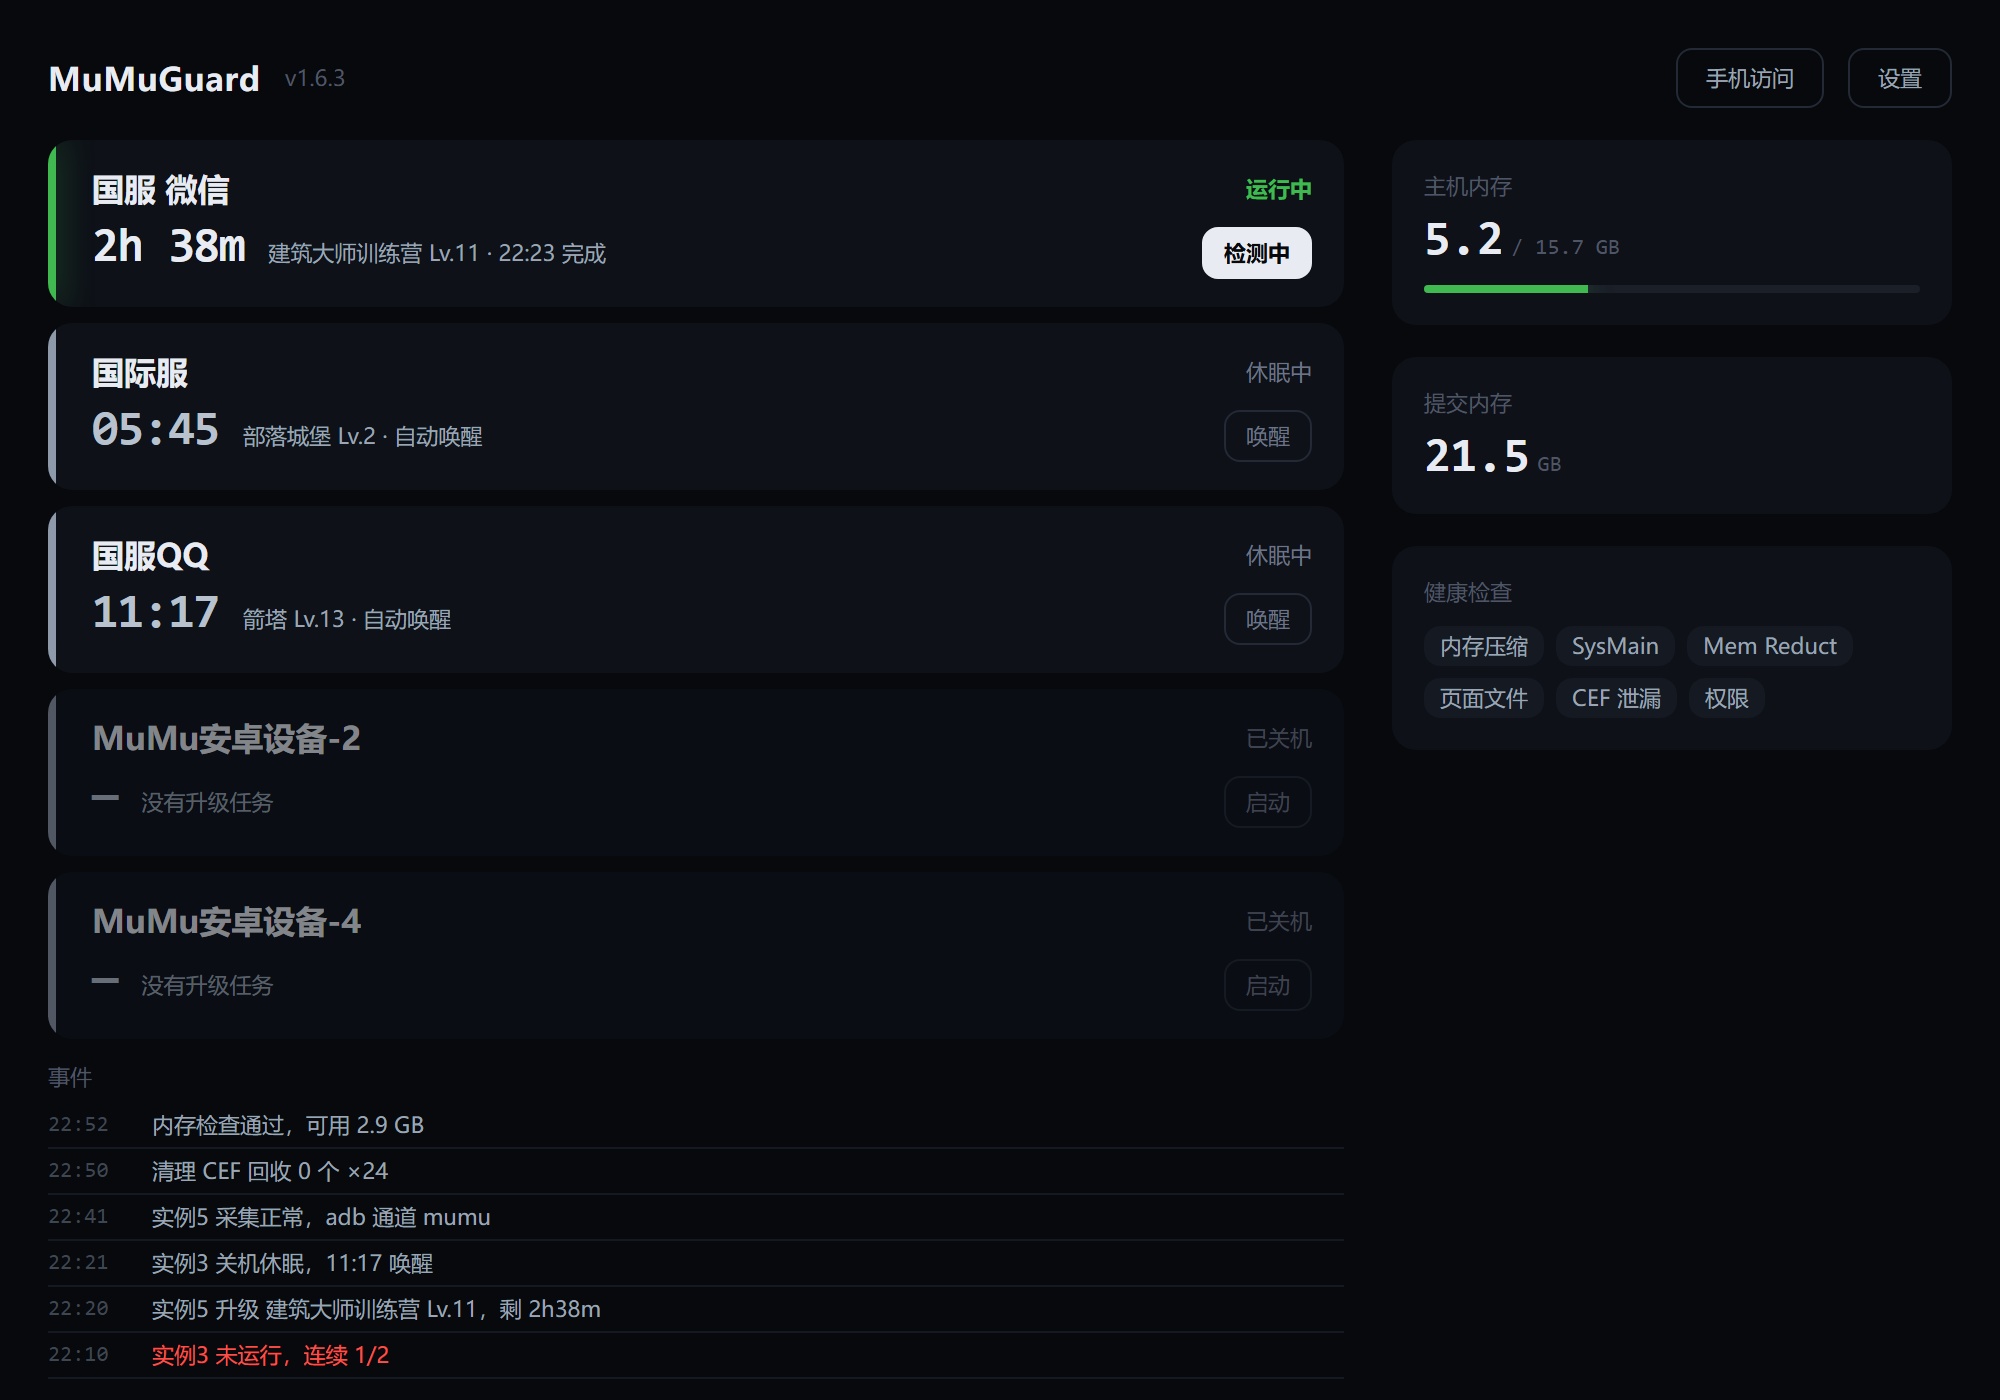 MuMuGuard v1.6.3
手机访问
设置
国服 微信
运行中
2h 38m 建筑大师训练营 Lv.11 · 22:23 完成
检测中
国际服
休眠中
05:45 部落城堡 Lv.2 · 自动唤醒
唤醒
国服QQ
休眠中
11:17 箭塔 Lv.13 · 自动唤醒
唤醒
MuMu安卓设备-2
已关机
— 没有升级任务
启动
MuMu安卓设备-4
已关机
— 没有升级任务
启动
事件
22:52 内存检查通过，可用 2.9 GB
22:50 清理 CEF 回收 0 个 ×24
22:41 实例5 采集正常，adb 通道 mumu
22:21 实例3 关机休眠，11:17 唤醒
22:20 实例5 升级 建筑大师训练营 Lv.11，剩 2h38m
22:10 实例3 未运行，连续 1/2
主机内存
5.2 / 15.7 GB
提交内存
21.5 GB
健康检查
内存压缩 SysMain Mem Reduct
页面文件 CEF 泄漏 权限